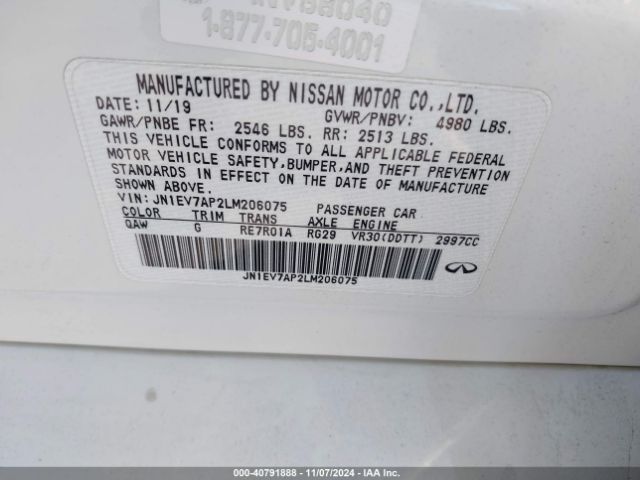 1-877-705-4001
MANUFACTURED BY NISSAN MOTOR CO.,LTD.
DATE: 11/19 GVWR/PNBV: 4980 LBS.
GAWR/PNBE FR: 2546 LBS. RR: 2513 LBS.
THIS VEHICLE CONFORMS TO ALL APPLICABLE FEDERAL
MOTOR VEHICLE SAFETY,BUMPER,AND THEFT PREVENTION
STANDARDS IN EFFECT ON THE DATE OF MANUFACTURE
SHOWN ABOVE.
VIN: JN1EV7AP2LM206075 PASSENGER CAR
COLOR TRIM TRANS AXLE ENGINE
QAW G RE7R01A RG29 VR30(DDTT) 2997CC
JN1EV7AP2LM206075
000-40791888 - 11/07/2024 - IAAI.COM